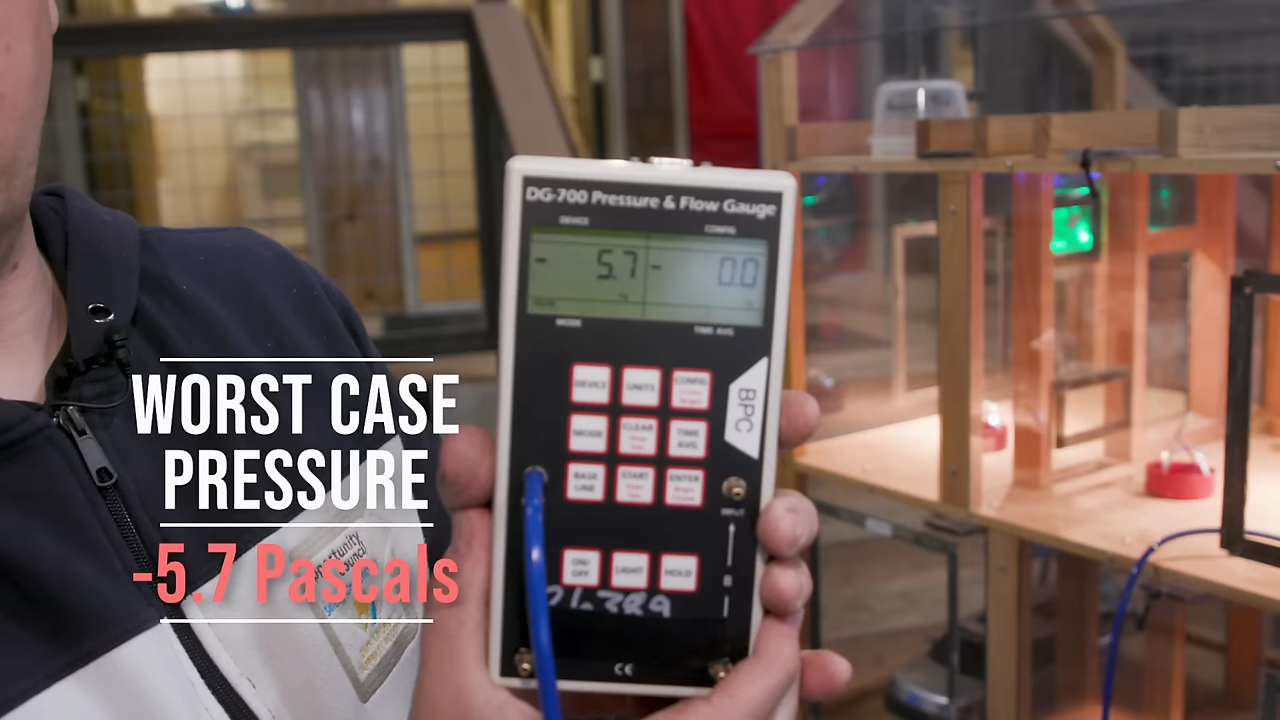 DG-700 Pressure & Flow Gauge
DEVICE CONFIG
- 5.7 - 0.0
MODE TIME AVG
WORST CASE
PRESSURE
-5.7 Pascals
DEVICE UNITS CONFIG
MODE CLEAR TIME AVG
BASE LINE START ENTER
BPC
INPUT
B
ON/OFF LIGHT HOLD
CE